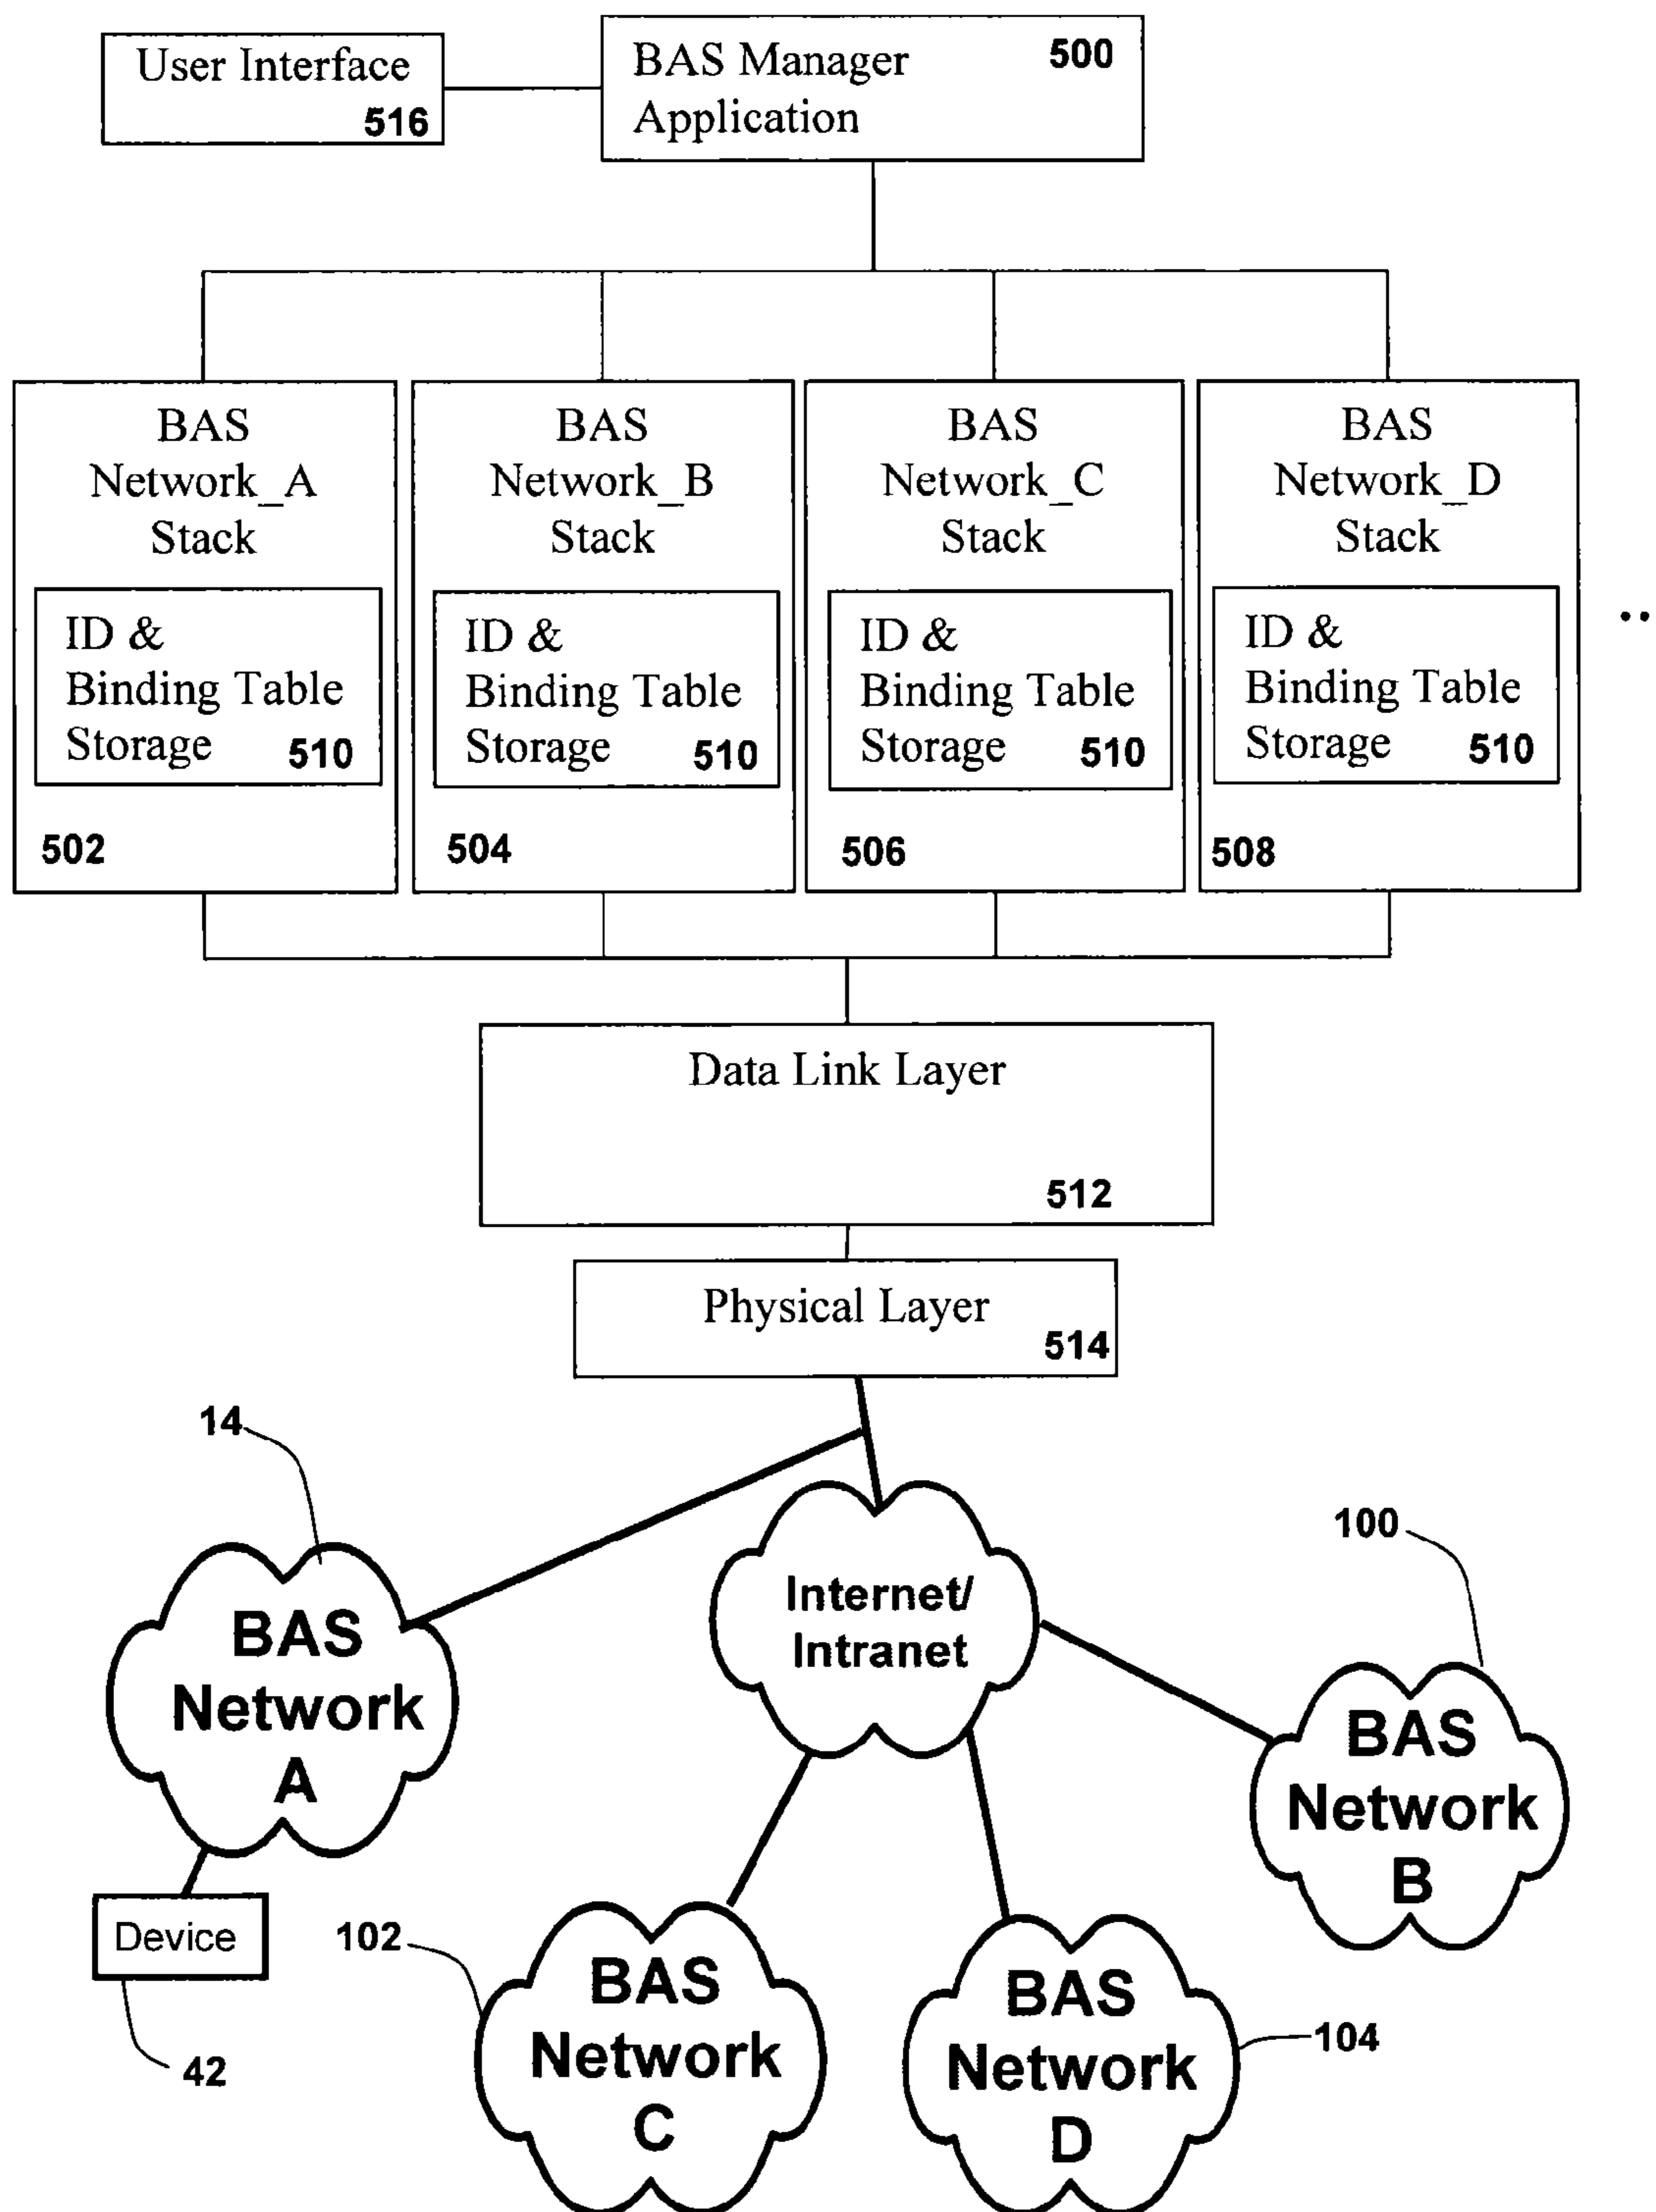 User Interface
516
BAS Manager
Application
500
BAS
Network_A
Stack
ID &
Binding Table
Storage 510
502
BAS
Network_B
Stack
ID &
Binding Table
Storage 510
504
BAS
Network_C
Stack
ID &
Binding Table
Storage 510
506
BAS
Network_D
Stack
ID &
Binding Table
Storage 510
508
..
Data Link Layer
512
Physical Layer
514
14
BAS
Network
A
Internet/
Intranet
100
BAS
Network
B
Device
42
102
BAS
Network
C
BAS
Network
D
104